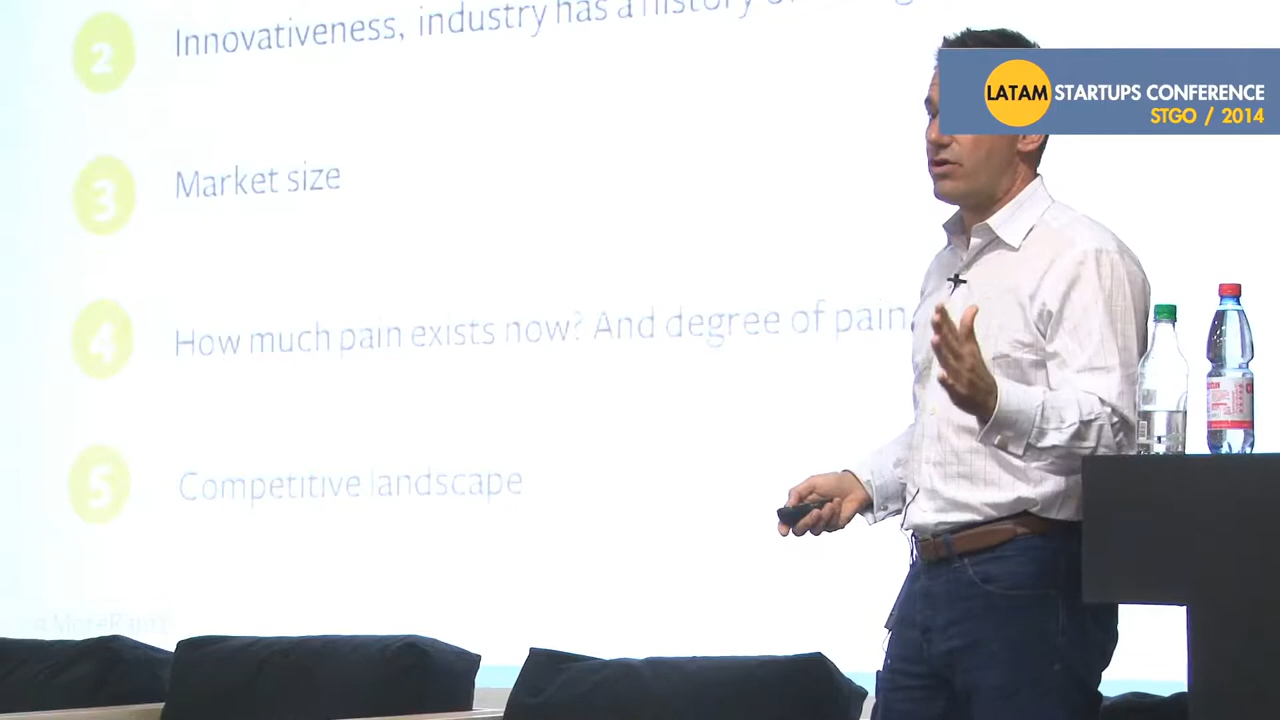 2 Innovativeness, industry has a history of
LATAM STARTUPS CONFERENCE
STGO / 2014
3 Market size
4 How much pain exists now? And degree of pain
5 Competitive landscape